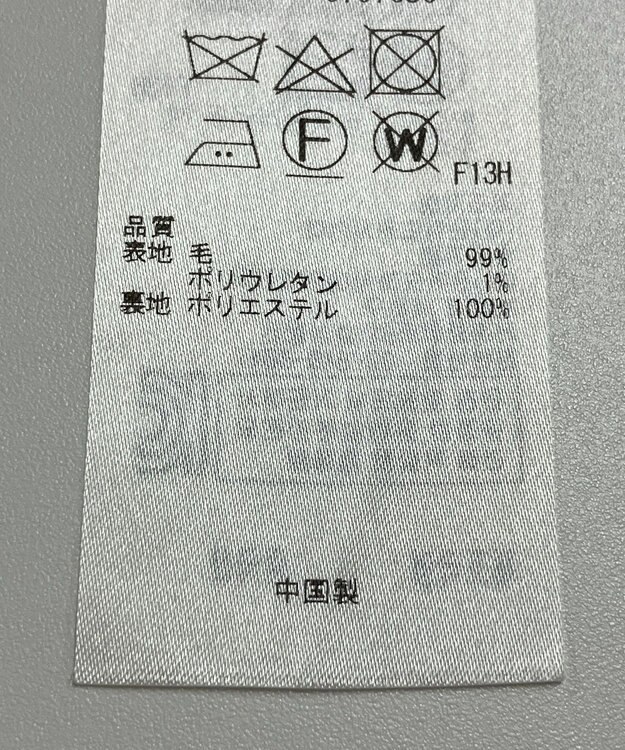 F
W
F13H
品質
表地 毛 99%
ポリウレタン 1%
裏地 ポリエステル 100%
中国製